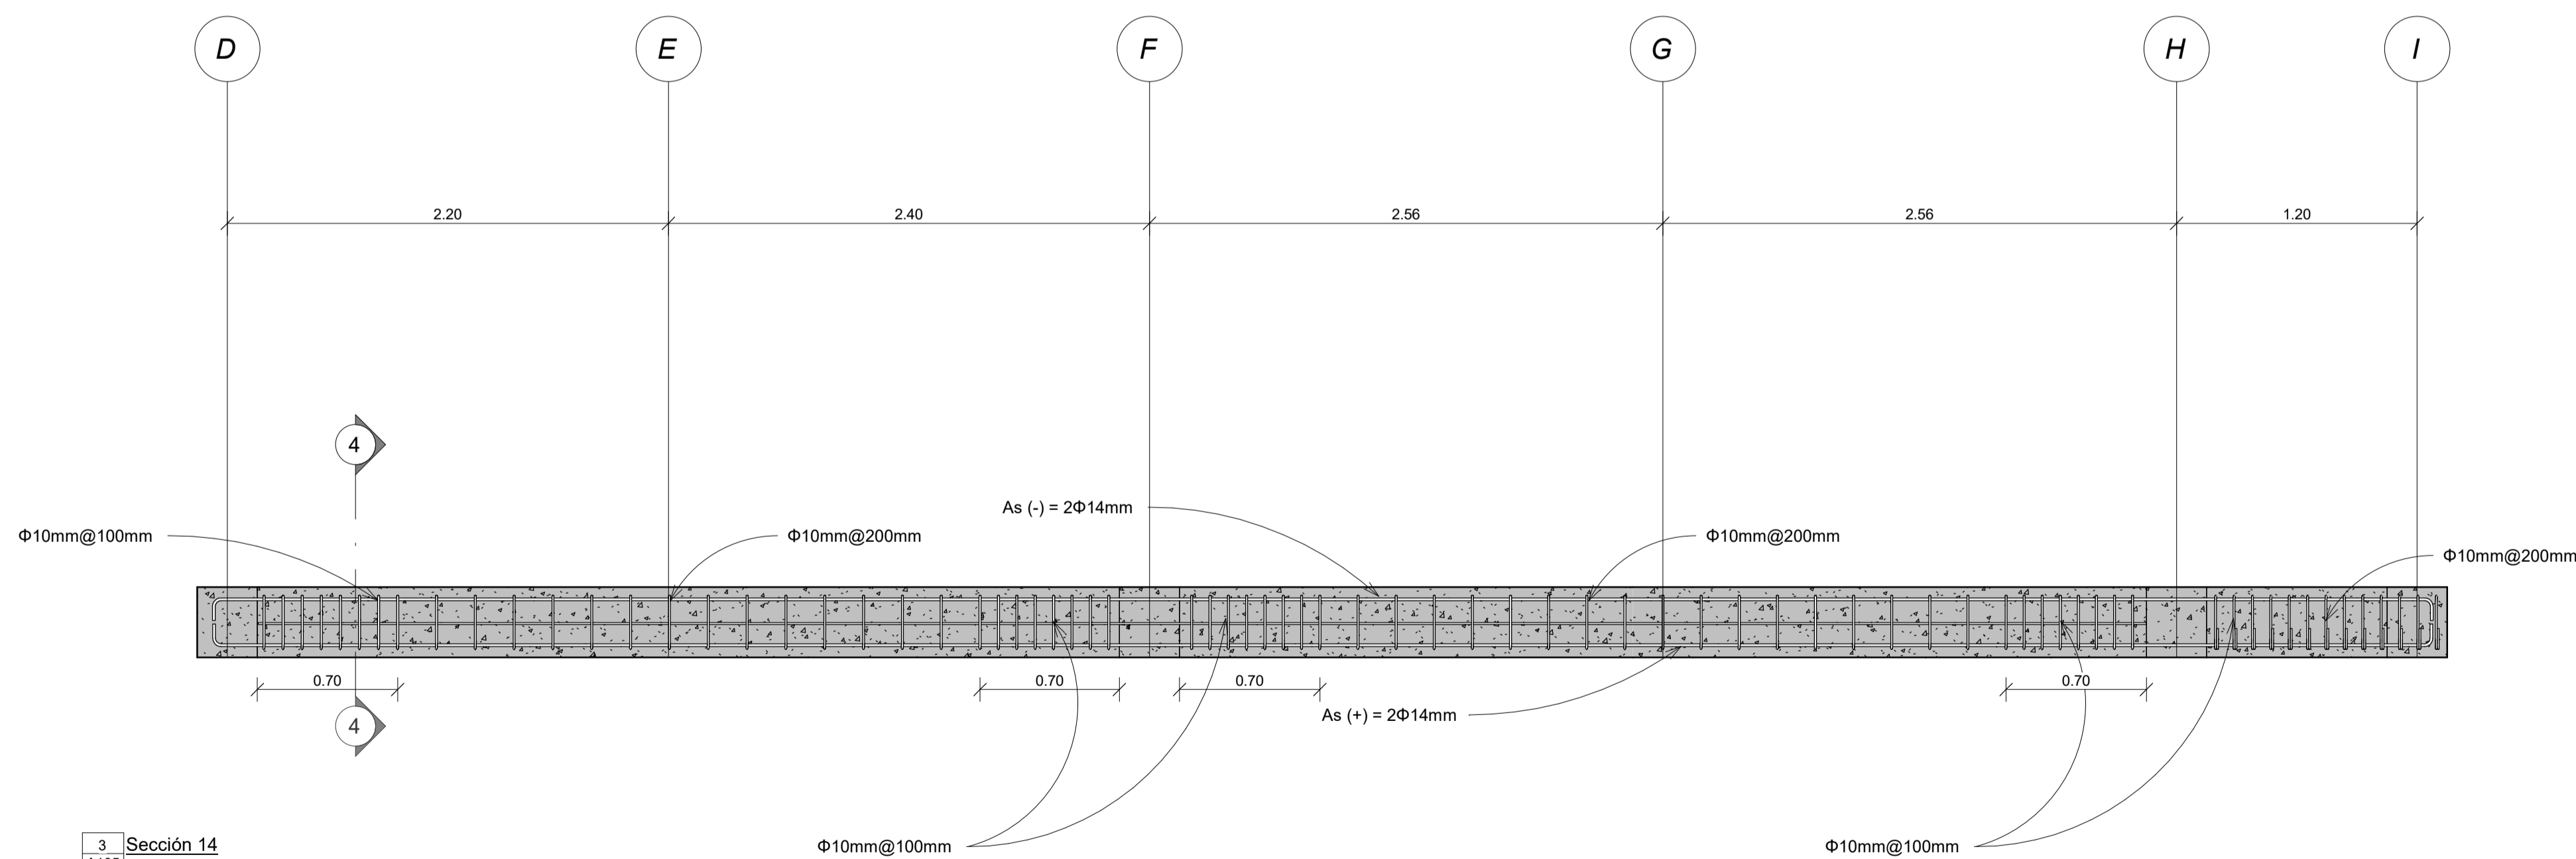 D E F G H I
2.20 2.40 2.56 2.56 1.20
4
As (-) = 2Φ14mm
Φ10mm@100mm Φ10mm@200mm Φ10mm@200mm
Φ10mm@200mm
0.70 0.70 0.70 0.70
As (+) = 2Φ14mm
4
3 Sección 14
Φ10mm@100mm Φ10mm@100mm